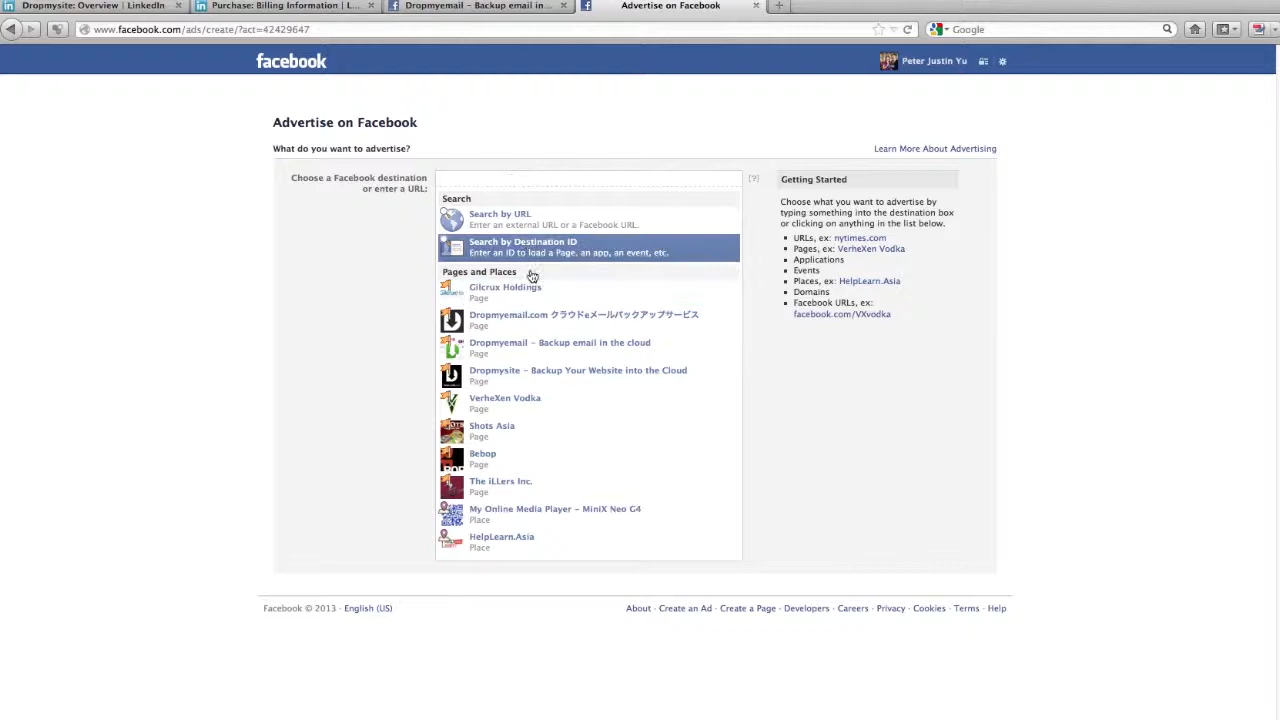 Dropmysite: Overview | LinkedIn
Purchase: Billing Information | L...
Dropmyemail – Backup email in...
Advertise on Facebook
www.facebook.com/ads/create/?act=42429647
Google
facebook
Peter Justin Yu
Advertise on Facebook
What do you want to advertise?
Learn More About Advertising
Choose a Facebook destination
or enter a URL:
[?]
Search
Search by URL
Enter an external URL or a Facebook URL.
Search by Destination ID
Enter an ID to load a Page, an app, an event, etc.
Pages and Places
Gilcrux Holdings
Page
Dropmyemail.com クラウドeメールバックアップサービス
Page
Dropmyemail – Backup email in the cloud
Page
Dropmysite – Backup Your Website into the Cloud
Page
VerheXen Vodka
Page
Shots Asia
Page
Bebop
Page
The iLLers Inc.
Page
My Online Media Player – MiniX Neo G4
Place
HelpLearn.Asia
Place
Getting Started
Choose what you want to advertise by
typing something into the destination box
or clicking on anything in the list below.
URLs, ex: nytimes.com
Pages, ex: VerheXen Vodka
Applications
Events
Places, ex: HelpLearn.Asia
Domains
Facebook URLs, ex:
facebook.com/VXvodka
Facebook © 2013 · English (US)
About · Create an Ad · Create a Page · Developers · Careers · Privacy · Cookies · Terms · Help